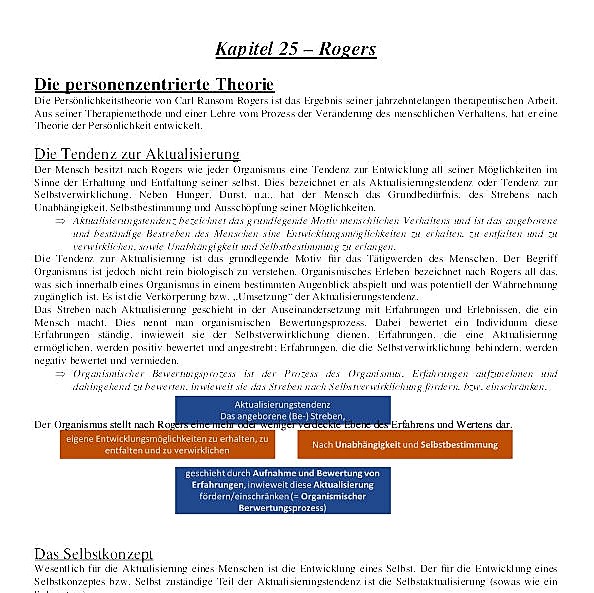 Kapitel 25 – Rogers
Die personenzentrierte Theorie
Die Persönlichkeitstheorie von Carl Ransom Rogers ist das Ergebnis seiner jahrzehntelangen therapeutischen Arbeit.
Aus seiner Therapiemethode und einer Lehre vom Prozess der Veränderung des menschlichen Verhaltens, hat er eine
Theorie der Persönlichkeit entwickelt.
Die Tendenz zur Aktualisierung
Der Mensch besitzt nach Rogers wie jeder Organismus eine Tendenz zur Entwicklung all seiner Möglichkeiten im
Sinne der Erhaltung und Entfaltung seiner selbst. Dies bezeichnet er als Aktualisierungstendenz oder Tendenz zur
Selbstverwirklichung. Neben Hunger, Durst, u.a., hat der Mensch das Grundbedürfnis, des Strebens nach
Unabhängigkeit, Selbstbestimmung und Ausschöpfung seiner Möglichkeiten.
⇒ Aktualisierungstendenz bezeichnet das grundlegende Motiv menschlichen Verhaltens und ist das angeborene
und beständige Bestreben des Menschen seine Entwicklungsmöglichkeiten zu erhalten, zu entfalten und zu
verwirklichen, sowie Unabhängigkeit und Selbstbestimmung zu erlangen.
Die Tendenz zur Aktualisierung ist das grundlegende Motiv für das Tätigwerden des Menschen. Der Begriff
Organismus ist jedoch nicht rein biologisch zu verstehen. Organismisches Erleben bezeichnet nach Rogers all das,
was sich innerhalb eines Organismus in einem bestimmten Augenblick abspielt und was potentiell der Wahrnehmung
zugänglich ist. Es ist die Verkörperung bzw. „Umsetzung" der Aktualisierungstendenz.
Das Streben nach Aktualisierung geschieht in der Auseinandersetzung mit Erfahrungen und Erlebnissen, die ein
Mensch macht. Dies nennt man organismischen Bewertungsprozess. Dabei bewertet ein Individuum diese
Erfahrungen ständig, inwieweit sie der Selbstverwirklichung dienen. Erfahrungen, die eine Aktualisierung
ermöglichen, werden positiv bewertet und angestrebt; Erfahrungen, die die Selbstverwirklichung behindern, werden
negativ bewertet und vermieden.
⇒ Organismischer Bewertungsprozess ist der Prozess des Organismus, Erfahrungen aufzunehmen und
dahingehend zu bewerten, inwieweit sie das Streben nach Selbstverwirklichung fördern, bzw. einschränken.
Aktualisierungstendenz
Das angeborene (Be-) Streben,
Der Organismus stellt nach Rogers eine mehr oder weniger verdeckte Ebene des Erfahrens und Wertens dar.
eigene Entwicklungsmöglichkeiten zu erhalten, zu
entfalten und zu verwirklichen
Nach Unabhängigkeit und Selbstbestimmung
geschieht durch Aufnahme und Bewertung von
Erfahrungen, inwieweit diese Aktualisierung
fördern/einschränken (= Organismischer
Berwertungsprozess)
Das Selbstkonzept
Wesentlich für die Aktualisierung eines Menschen ist die Entwicklung eines Selbst. Der für die Entwicklung eines
Selbstkonzeptes bzw. Selbst zuständige Teil der Aktualisierungstendenz ist die Selbstaktualisierung (sowas wie ein